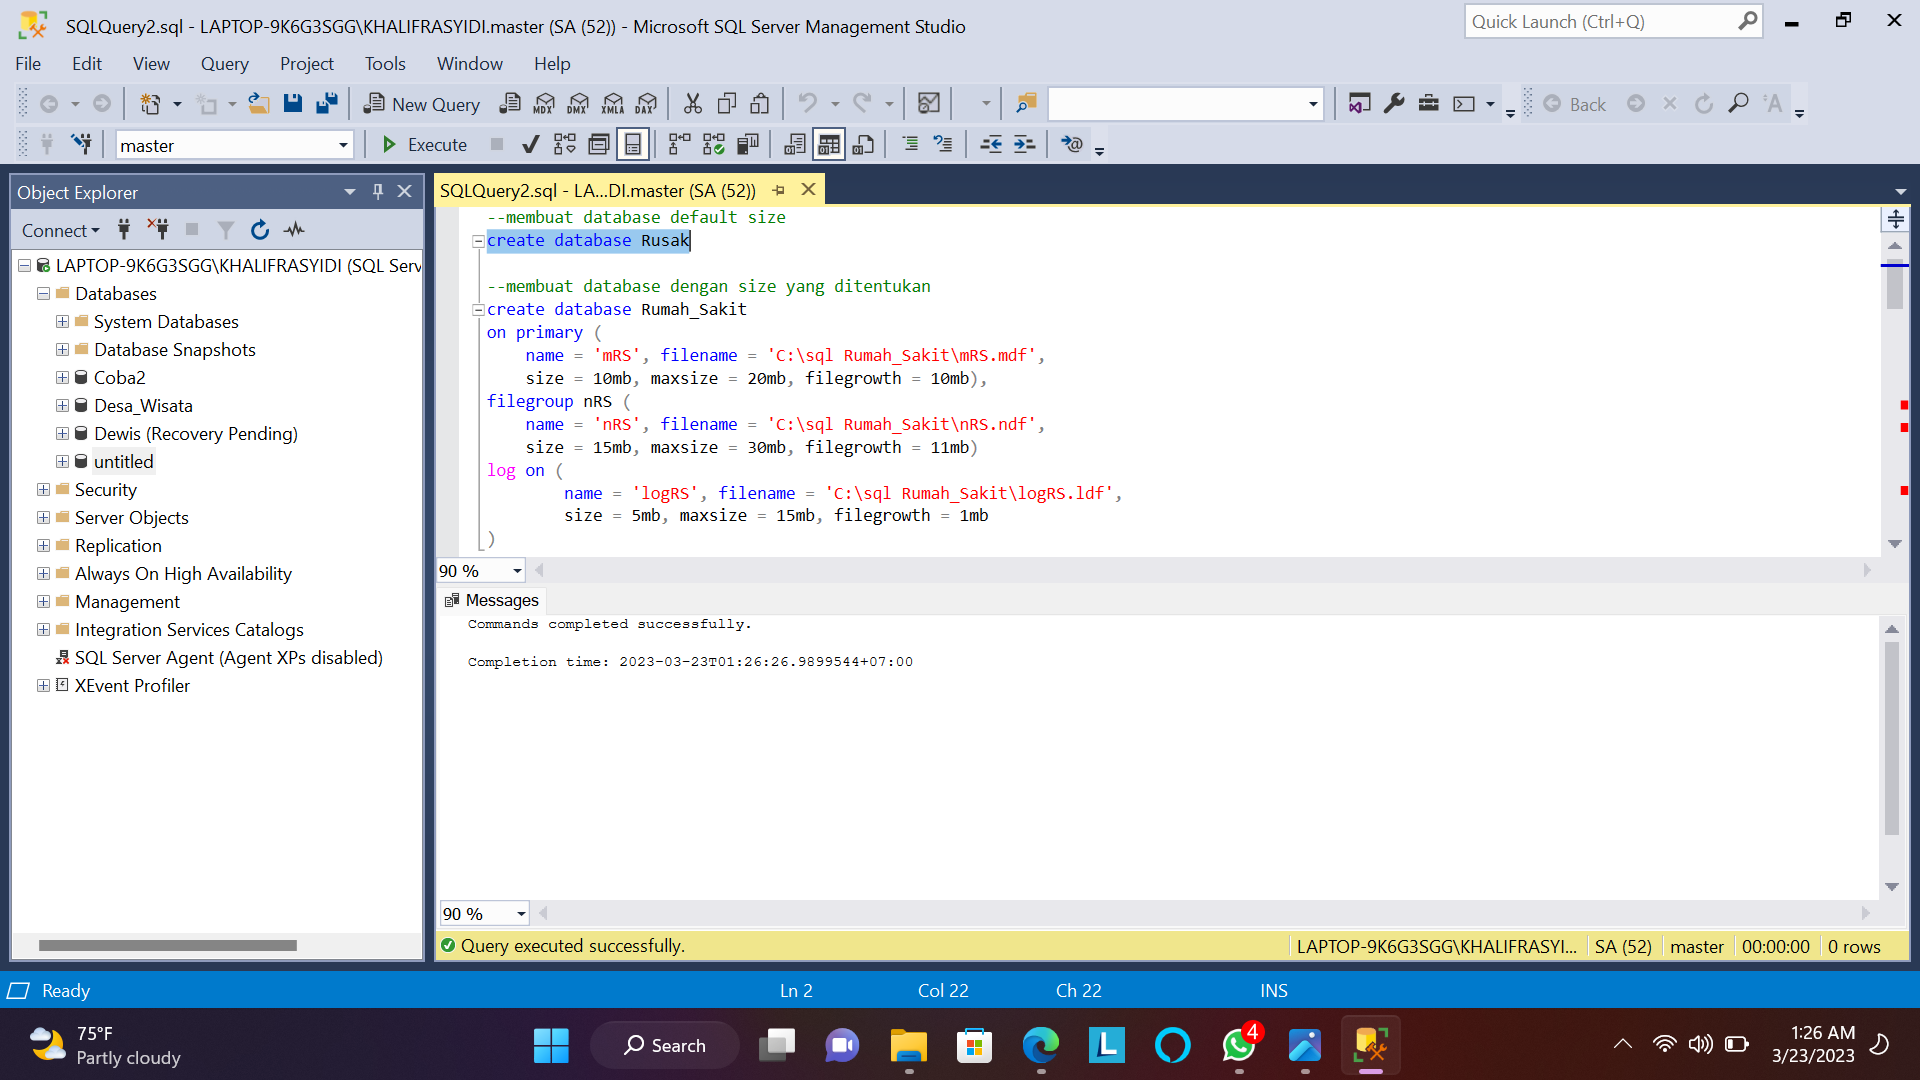 SQLQuery2.sql - LAPTOP-9K6G3SGG\KHALIFRASYIDI.master (SA (52)) - Microsoft SQL Server Management Studio
Quick Launch (Ctrl+Q)
File Edit View Query Project Tools Window Help
New Query MDX DMX XMLA DAX Back
master Execute
Object Explorer
Connect
LAPTOP-9K6G3SGG\KHALIFRASYIDI (SQL Serv
Databases
System Databases
Database Snapshots
Coba2
Desa_Wisata
Dewis (Recovery Pending)
untitled
Security
Server Objects
Replication
Always On High Availability
Management
Integration Services Catalogs
SQL Server Agent (Agent XPs disabled)
XEvent Profiler
SQLQuery2.sql - LA...DI.master (SA (52))
--membuat database default size
create database Rusak
--membuat database dengan size yang ditentukan
create database Rumah_Sakit
on primary (
name = 'mRS', filename = 'C:\sql Rumah_Sakit\mRS.mdf',
size = 10mb, maxsize = 20mb, filegrowth = 10mb),
filegroup nRS (
name = 'nRS', filename = 'C:\sql Rumah_Sakit\nRS.ndf',
size = 15mb, maxsize = 30mb, filegrowth = 11mb)
log on (
name = 'logRS', filename = 'C:\sql Rumah_Sakit\logRS.ldf',
size = 5mb, maxsize = 15mb, filegrowth = 1mb
)
90 %
Messages
Commands completed successfully.
Completion time: 2023-03-23T01:26:26.9899544+07:00
90 %
Query executed successfully. LAPTOP-9K6G3SGG\KHALIFRASYI... SA (52) master 00:00:00 0 rows
Ready Ln 2 Col 22 Ch 22 INS
75°F
Partly cloudy
Search
L
4
1:26 AM
3/23/2023